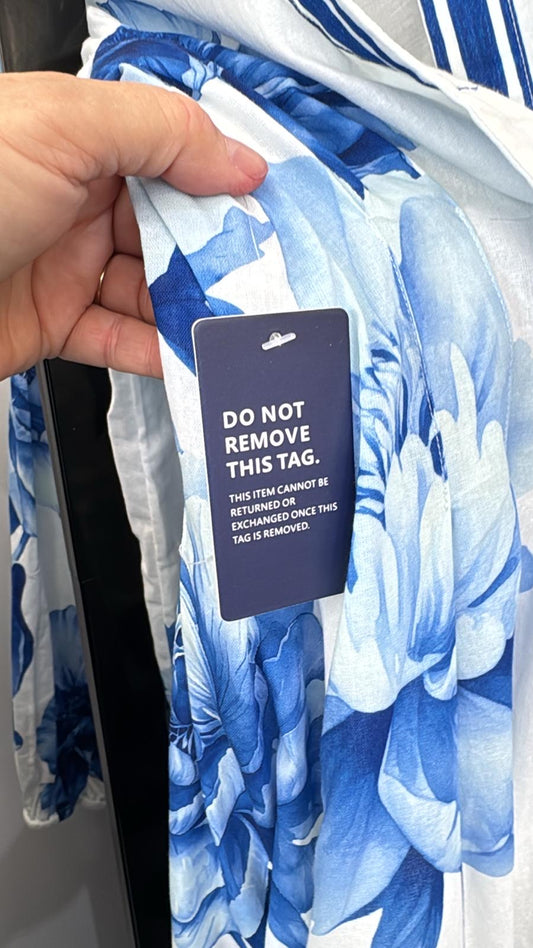 DO NOT
REMOVE
THIS TAG.
THIS ITEM CANNOT BE
RETURNED OR
EXCHANGED ONCE THIS
TAG IS REMOVED.